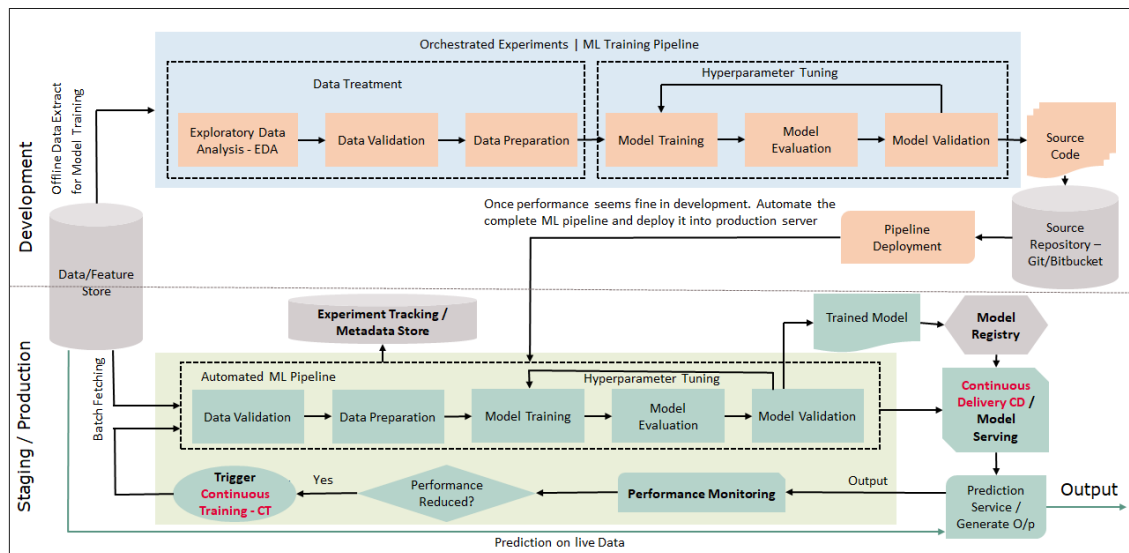 Orchestrated Experiments | ML Training Pipeline
Development
Offline Data Extract
for Model Training
Data Treatment
Hyperparameter Tuning
Exploratory Data
Analysis - EDA
Data Validation
Data Preparation
Model Training
Model
Evaluation
Model Validation
Source
Code
Once performance seems fine in development. Automate the
complete ML pipeline and deploy it into production server
Pipeline
Deployment
Source
Repository –
Git/Bitbucket
Data/Feature
Store
Staging / Production
Batch Fetching
Experiment Tracking /
Metadata Store
Trained Model
Model
Registry
Automated ML Pipeline
Hyperparameter Tuning
Data Validation
Data Preparation
Model Training
Model
Evaluation
Model Validation
Continuous
Delivery CD /
Model
Serving
Trigger
Continuous
Training - CT
Yes
Performance
Reduced?
Performance Monitoring
Output
Prediction
Service /
Generate O/p
Output
Prediction on live Data